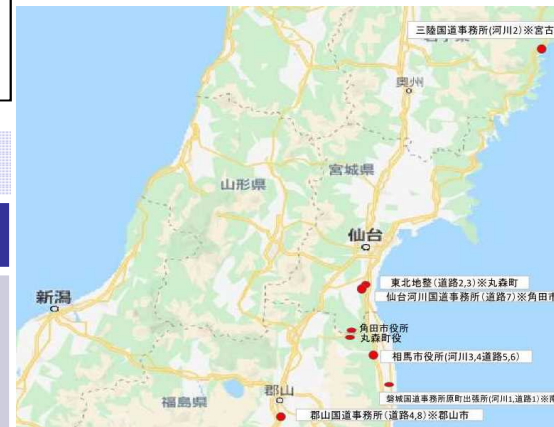 三陸国道事務所(河川2)※宮古
奥州
宮城県
山形県
仙台
東北地整(道路2,3)※丸森町
仙台河川国道事務所(道路7)※角田市
新潟
角田市役所
丸森町役
相馬市役所(河川3,4道路5,6)
磐城国道事務所原町出張所(河川1,道路1)※南
郡山
福島県
郡山国道事務所(道路4,8)※郡山市